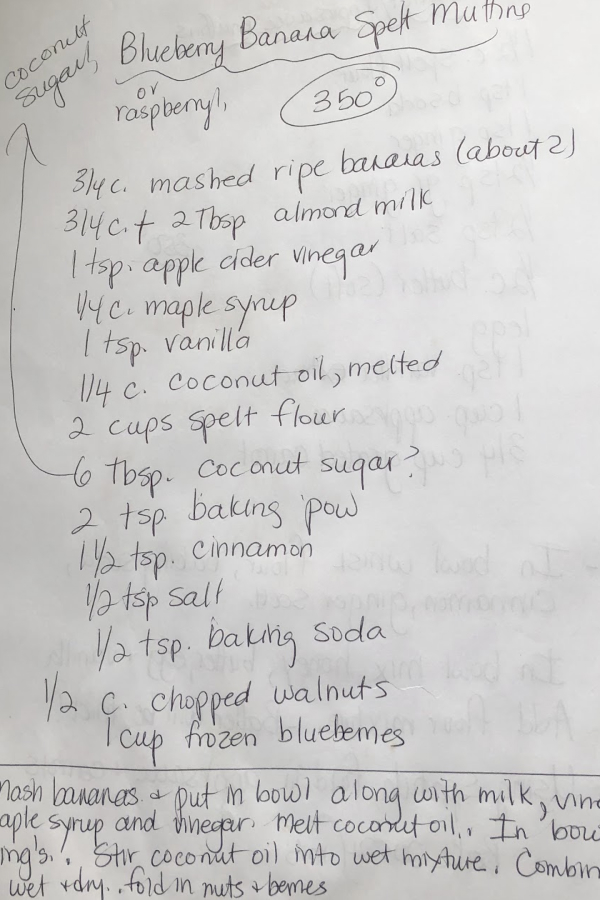 coconut
sugar!
Blueberry Banana Spelt Muffins
or
raspberry!,
350°
3/4 c. mashed ripe bananas (about 2)
3/4 c. + 2 Tbsp almond milk
1 tsp. apple cider vinegar
1/4 c. maple syrup
1 tsp. vanilla
1/4 c. coconut oil, melted
2 cups spelt flour
6 tbsp. coconut sugar?
2 tsp. baking pow
1 1/2 tsp. cinnamon
1/2 tsp salt
1/2 tsp. baking soda
1/2 c. chopped walnuts
1 cup frozen blueberries
mash bananas & put in bowl along with milk, vin
aple syrup and vinegar. Melt coconut oil.. In bow
ing's.. Stir coconut oil into wet mixture. Combin
wet + dry.. fold in nuts + berries